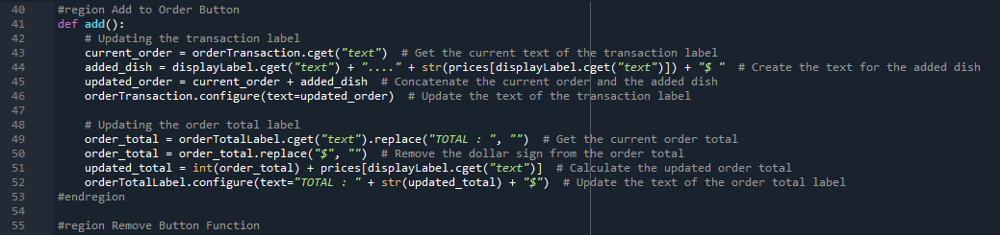 40 #region Add to Order Button
41 def add():
42     # Updating the transaction label
43     current_order = orderTransaction.cget("text")  # Get the current text of the transaction label
44     added_dish = displayLabel.cget("text") + "...." + str(prices[displayLabel.cget("text")]) + "$ "  # Create the text for the added dish
45     updated_order = current_order + added_dish  # Concatenate the current order and the added dish
46     orderTransaction.configure(text=updated_order)  # Update the text of the transaction label
47
48     # Updating the order total label
49     order_total = orderTotalLabel.cget("text").replace("TOTAL : ", "")  # Get the current order total
50     order_total = order_total.replace("$", "")  # Remove the dollar sign from the order total
51     updated_total = int(order_total) + prices[displayLabel.cget("text")]  # Calculate the updated order total
52     orderTotalLabel.configure(text="TOTAL : " + str(updated_total) + "$")  # Update the text of the order total label
53 #endregion
54
55 #region Remove Button Function